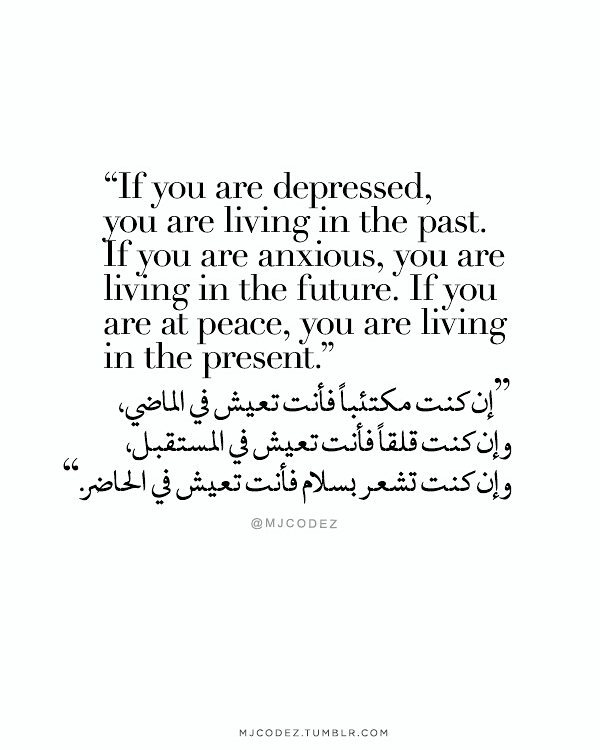 “If you are depressed,
you are living in the past.
If you are anxious, you are
living in the future. If you
are at peace, you are living
in the present.”
”إن كنت مكتئباً فأنت تعيش في الماضي،
وإن كنت قلقاً فأنت تعيش في المستقبل،
وإن كنت تشعر بسلام فأنت تعيش في الحاضر.“
@MJCODEZ
MJCODEZ.TUMBLR.COM